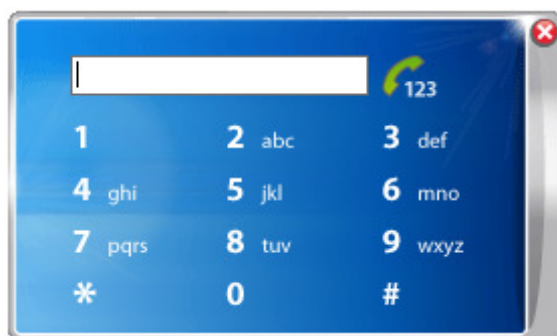 123
1 2 abc 3 def
4 ghi 5 jkl 6 mno
7 pqrs 8 tuv 9 wxyz
* 0 #